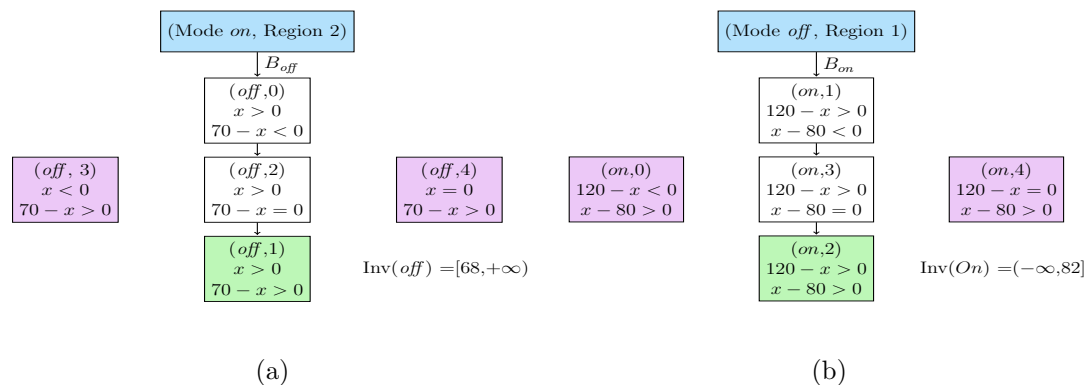 (Mode on, Region 2)
B_off
(off,0)
x > 0
70 − x < 0
(off, 3)
x < 0
70 − x > 0
(off,2)
x > 0
70 − x = 0
(off,4)
x = 0
70 − x > 0
(off,1)
x > 0
70 − x > 0
Inv(off) =[68,+∞)
(a)
(Mode off, Region 1)
B_on
(on,1)
120 − x > 0
x − 80 < 0
(on,0)
120 − x < 0
x − 80 > 0
(on,3)
120 − x > 0
x − 80 = 0
(on,4)
120 − x = 0
x − 80 > 0
(on,2)
120 − x > 0
x − 80 > 0
Inv(On) =(−∞,82]
(b)